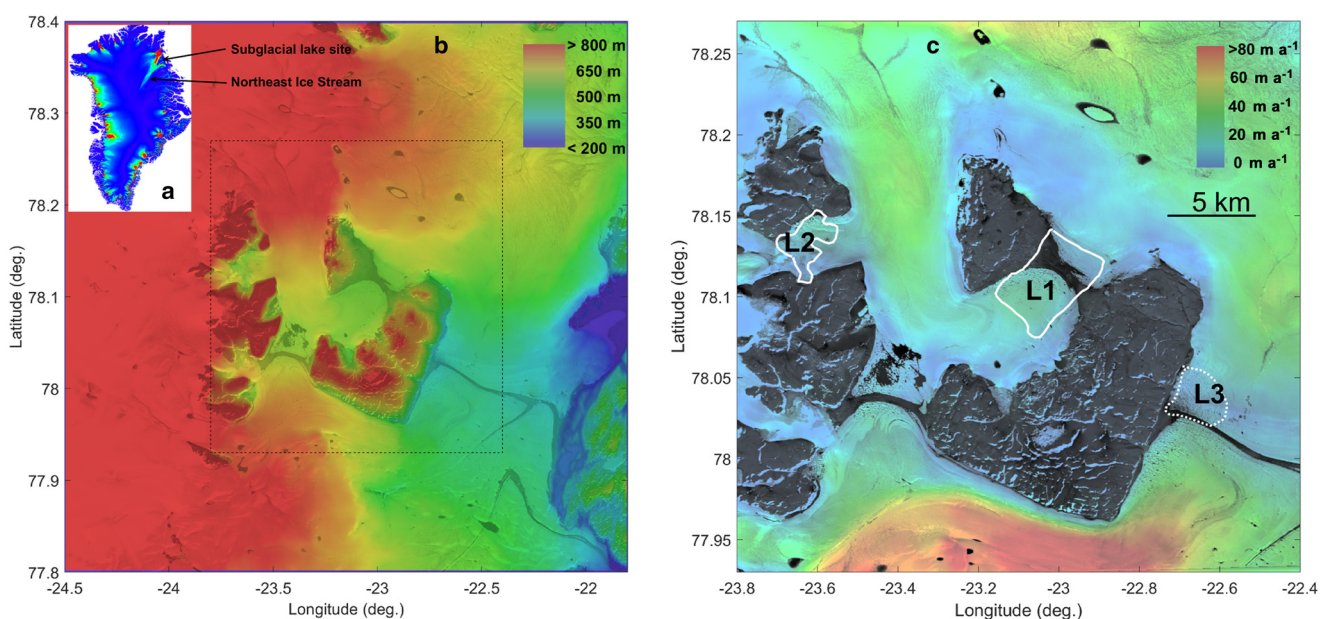 Subglacial lake site
Northeast Ice Stream
a
b
> 800 m
650 m
500 m
350 m
< 200 m
78.4
78.3
78.2
78.1
78
77.9
77.8
Latitude (deg.)
-24.5
-24
-23.5
-23
-22.5
-22
Longitude (deg.)
c
>80 m a-1
60 m a-1
40 m a-1
20 m a-1
0 m a-1
5 km
L2
L1
L3
78.25
78.2
78.15
78.1
78.05
78
77.95
Latitude (deg.)
-23.8
-23.6
-23.4
-23.2
-23
-22.8
-22.6
-22.4
Longitude (deg.)